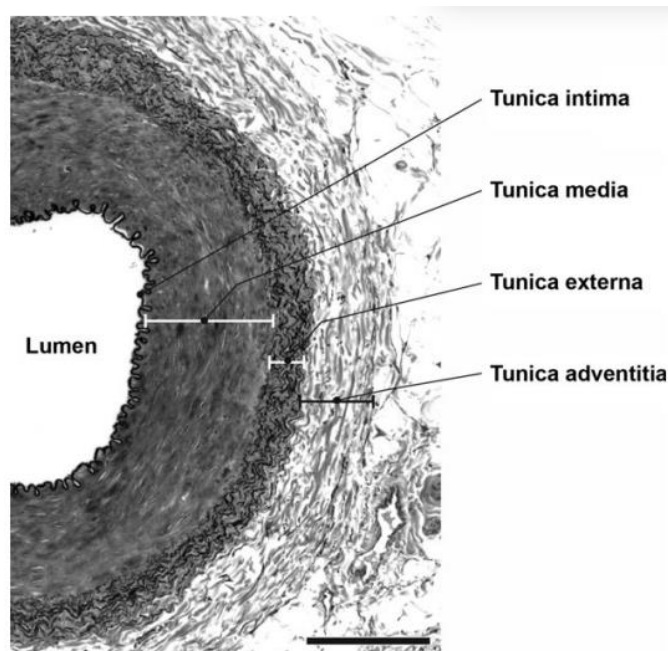 Tunica intima
Tunica media
Tunica externa
Lumen
Tunica adventitia